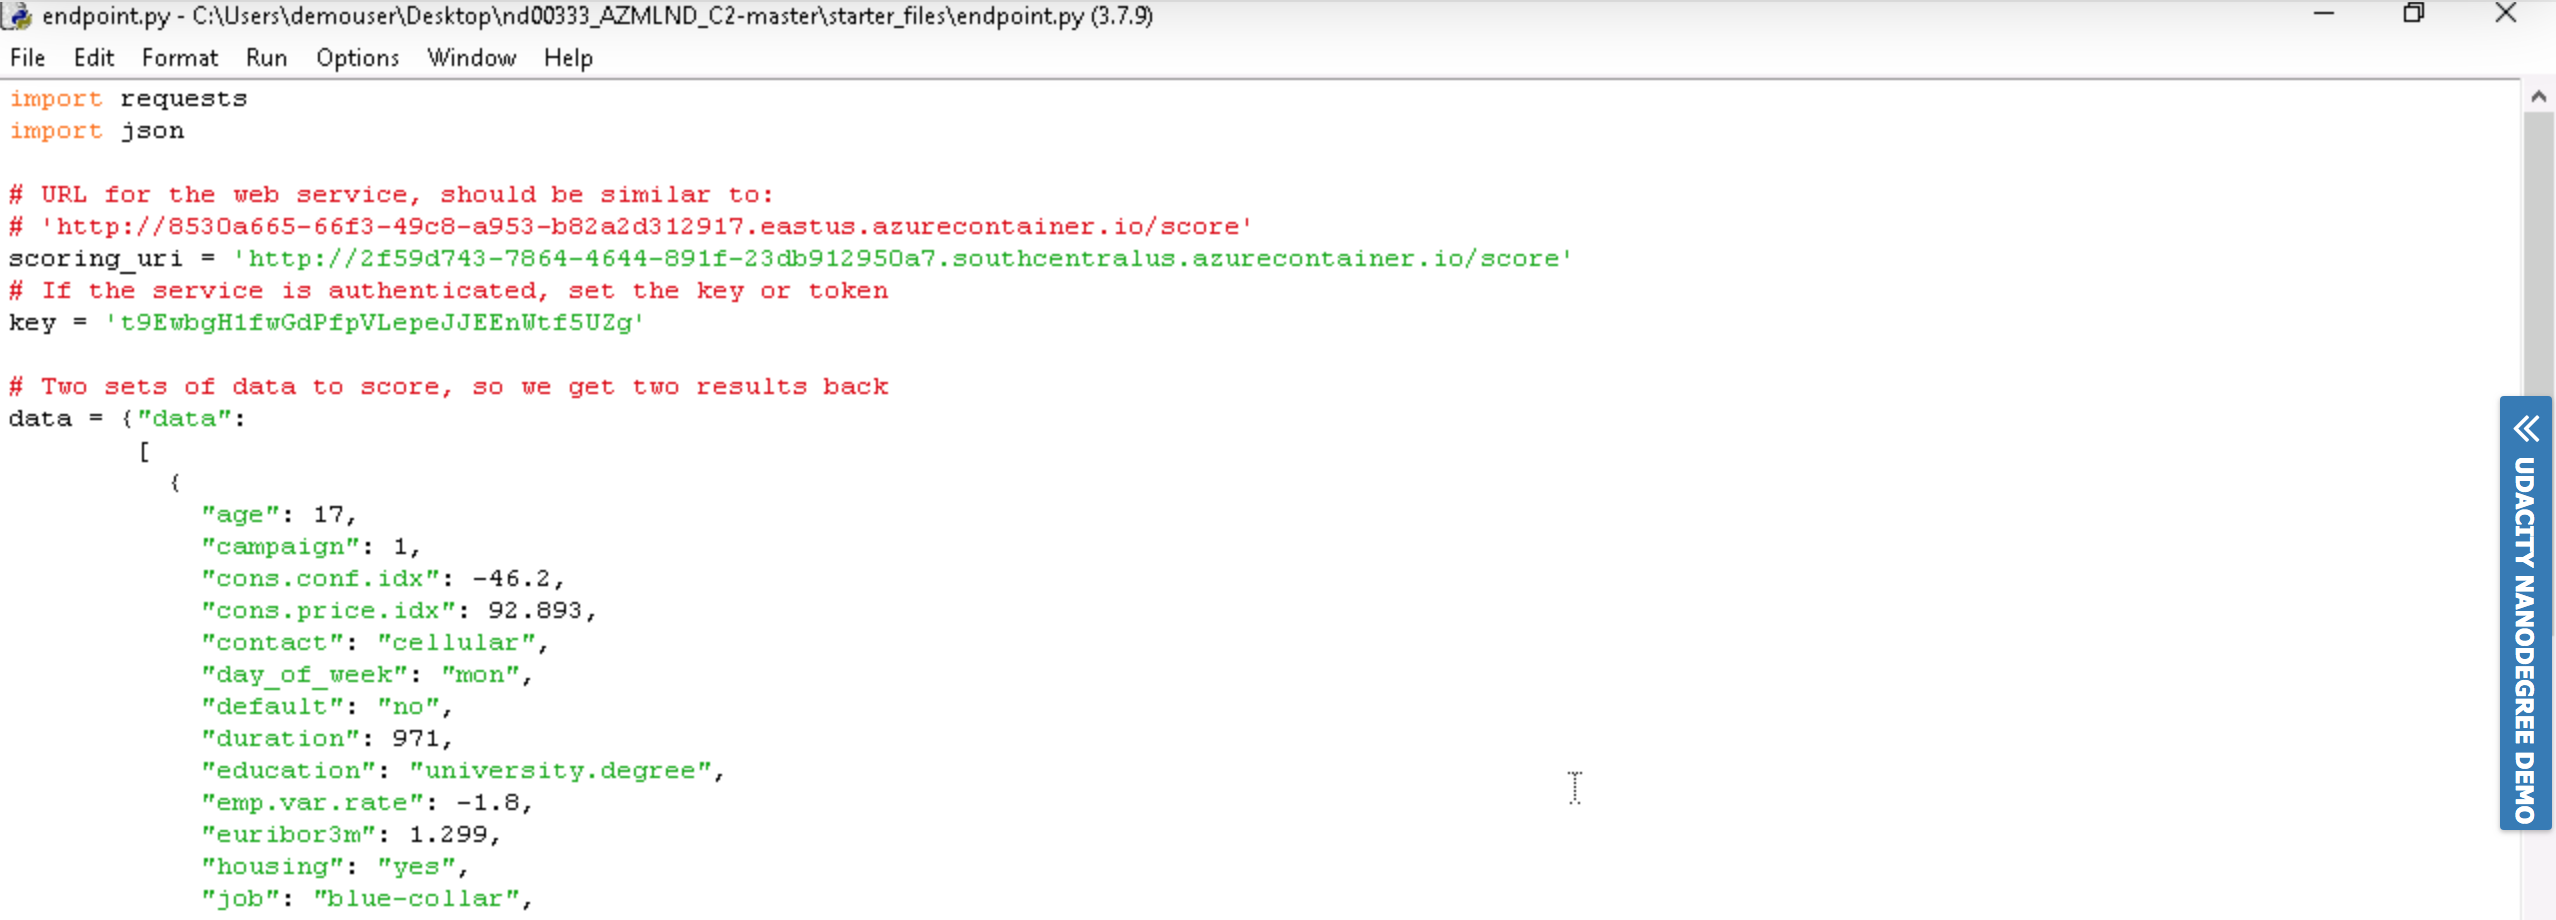 endpoint.py - C:\Users\demouser\Desktop\nd00333_AZMLND_C2-master\starter_files\endpoint.py (3.7.9)
File Edit Format Run Options Window Help
import requests
import json
# URL for the web service, should be similar to:
# 'http://8530a665-66f3-49c8-a953-b82a2d312917.eastus.azurecontainer.io/score'
scoring_uri = 'http://2f59d743-7864-4644-891f-23db912950a7.southcentralus.azurecontainer.io/score'
# If the service is authenticated, set the key or token
key = 't9EwbgH1fwGdPfpVLepeJJEEnWtf5UZg'
# Two sets of data to score, so we get two results back
data = {"data":
[
{
"age": 17,
"campaign": 1,
"cons.conf.idx": -46.2,
"cons.price.idx": 92.893,
"contact": "cellular",
"day_of_week": "mon",
"default": "no",
"duration": 971,
"education": "university.degree",
"emp.var.rate": -1.8,
"euribor3m": 1.299,
"housing": "yes",
"job": "blue-collar",
UDACITY NANODEGREE DEMO